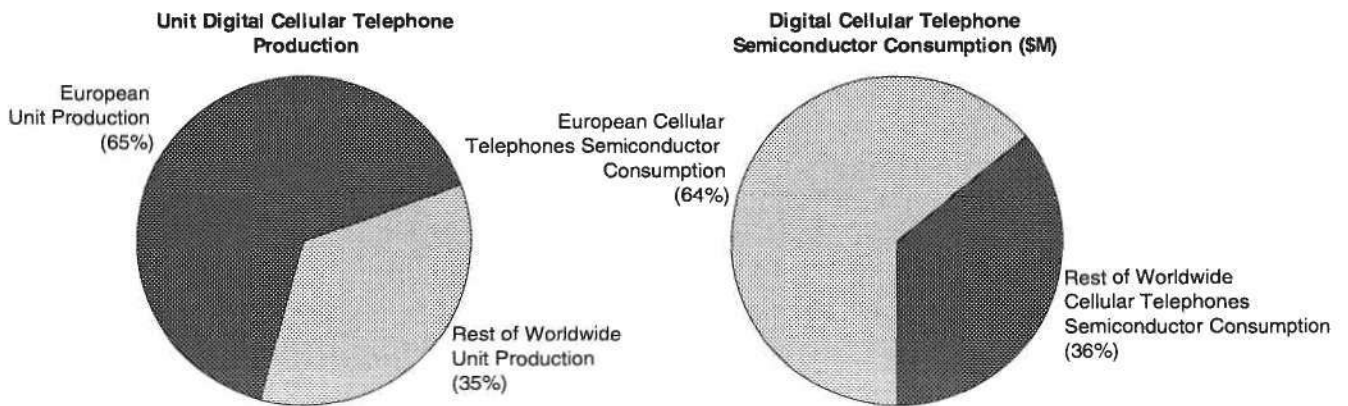 Unit Digital Cellular Telephone
Production
European
Unit Production
(65%)
Rest of Worldwide
Unit Production
(35%)
Digital Cellular Telephone
Semiconductor Consumption ($M)
European Cellular
Telephones Semiconductor
Consumption
(64%)
Rest of Worldwide
Cellular Telephones
Semiconductor Consumption
(36%)